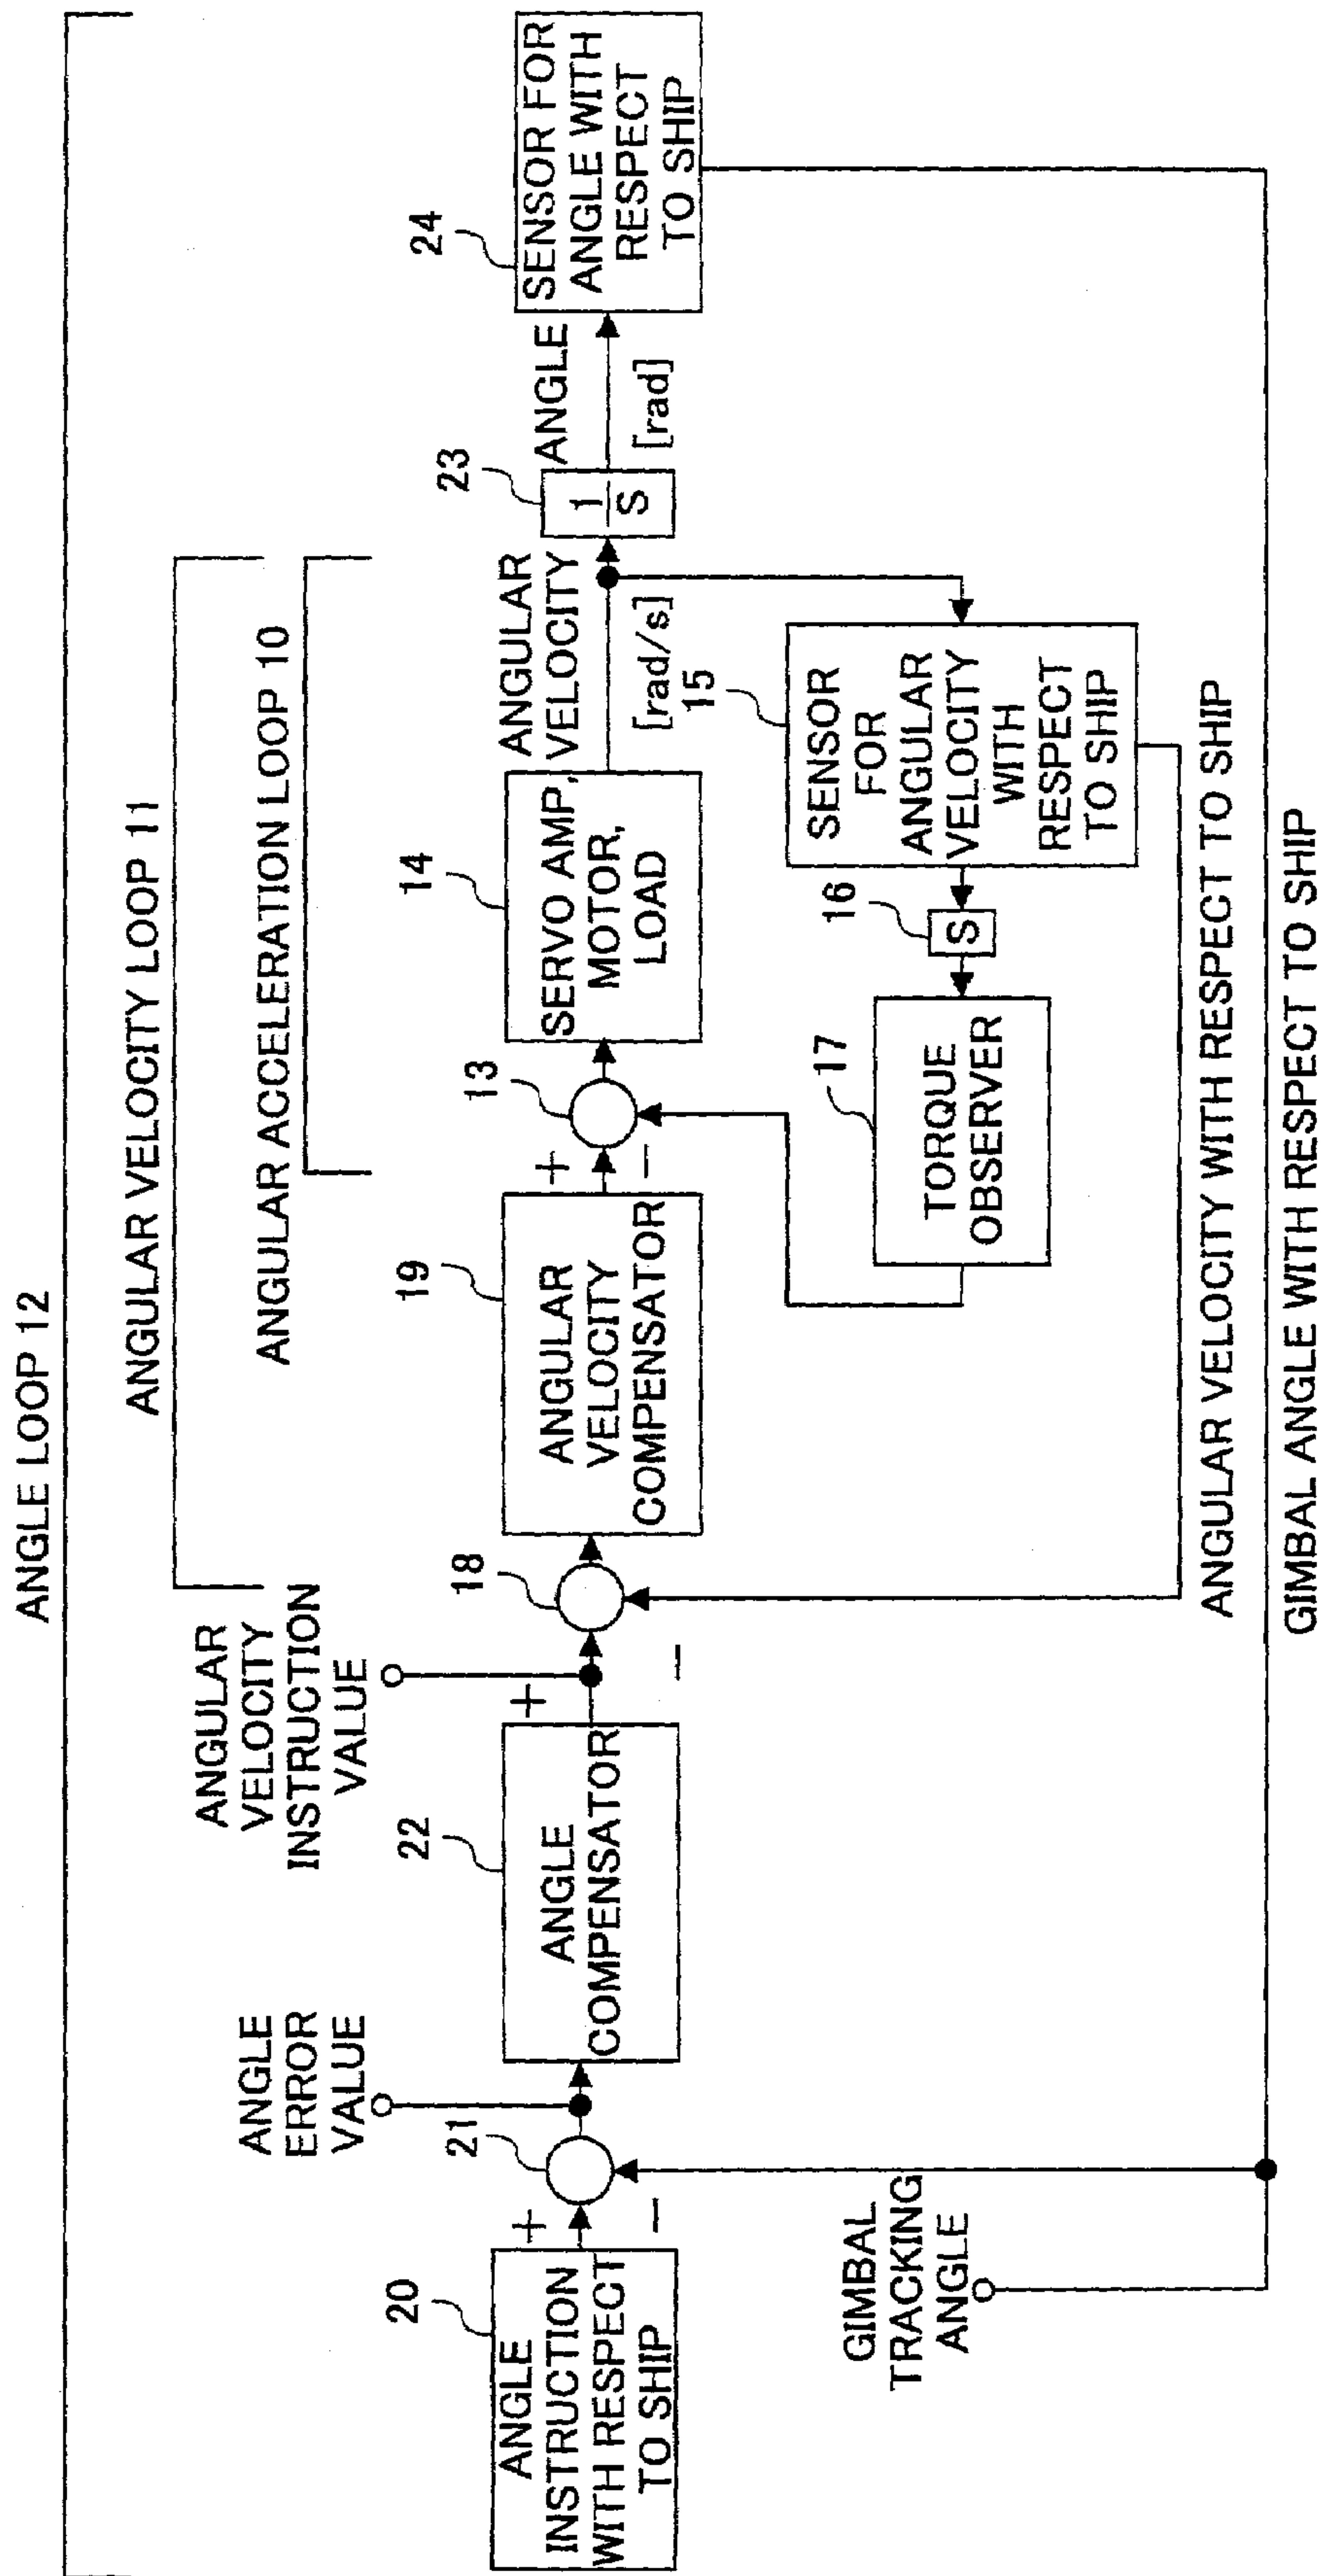 ANGLE LOOP 12
ANGULAR VELOCITY LOOP 11
ANGULAR ACCELERATION LOOP 10
ANGLE
ERROR
VALUE
ANGULAR
VELOCITY
INSTRUCTION
VALUE
20
ANGLE
INSTRUCTION
WITH RESPECT
TO SHIP
+
−
21
22
ANGLE
COMPENSATOR
+
−
18
19
ANGULAR
VELOCITY
COMPENSATOR
+
−
13
14
SERVO AMP,
MOTOR,
LOAD
ANGULAR
VELOCITY
[rad/s]
23
1
S
ANGLE
[rad]
24
SENSOR FOR
ANGLE WITH
RESPECT
TO SHIP
15
SENSOR
FOR
ANGULAR
VELOCITY
WITH
RESPECT
TO SHIP
16
S
17
TORQUE
OBSERVER
GIMBAL
TRACKING
ANGLE
ANGULAR VELOCITY WITH RESPECT TO SHIP
GIMBAL ANGLE WITH RESPECT TO SHIP